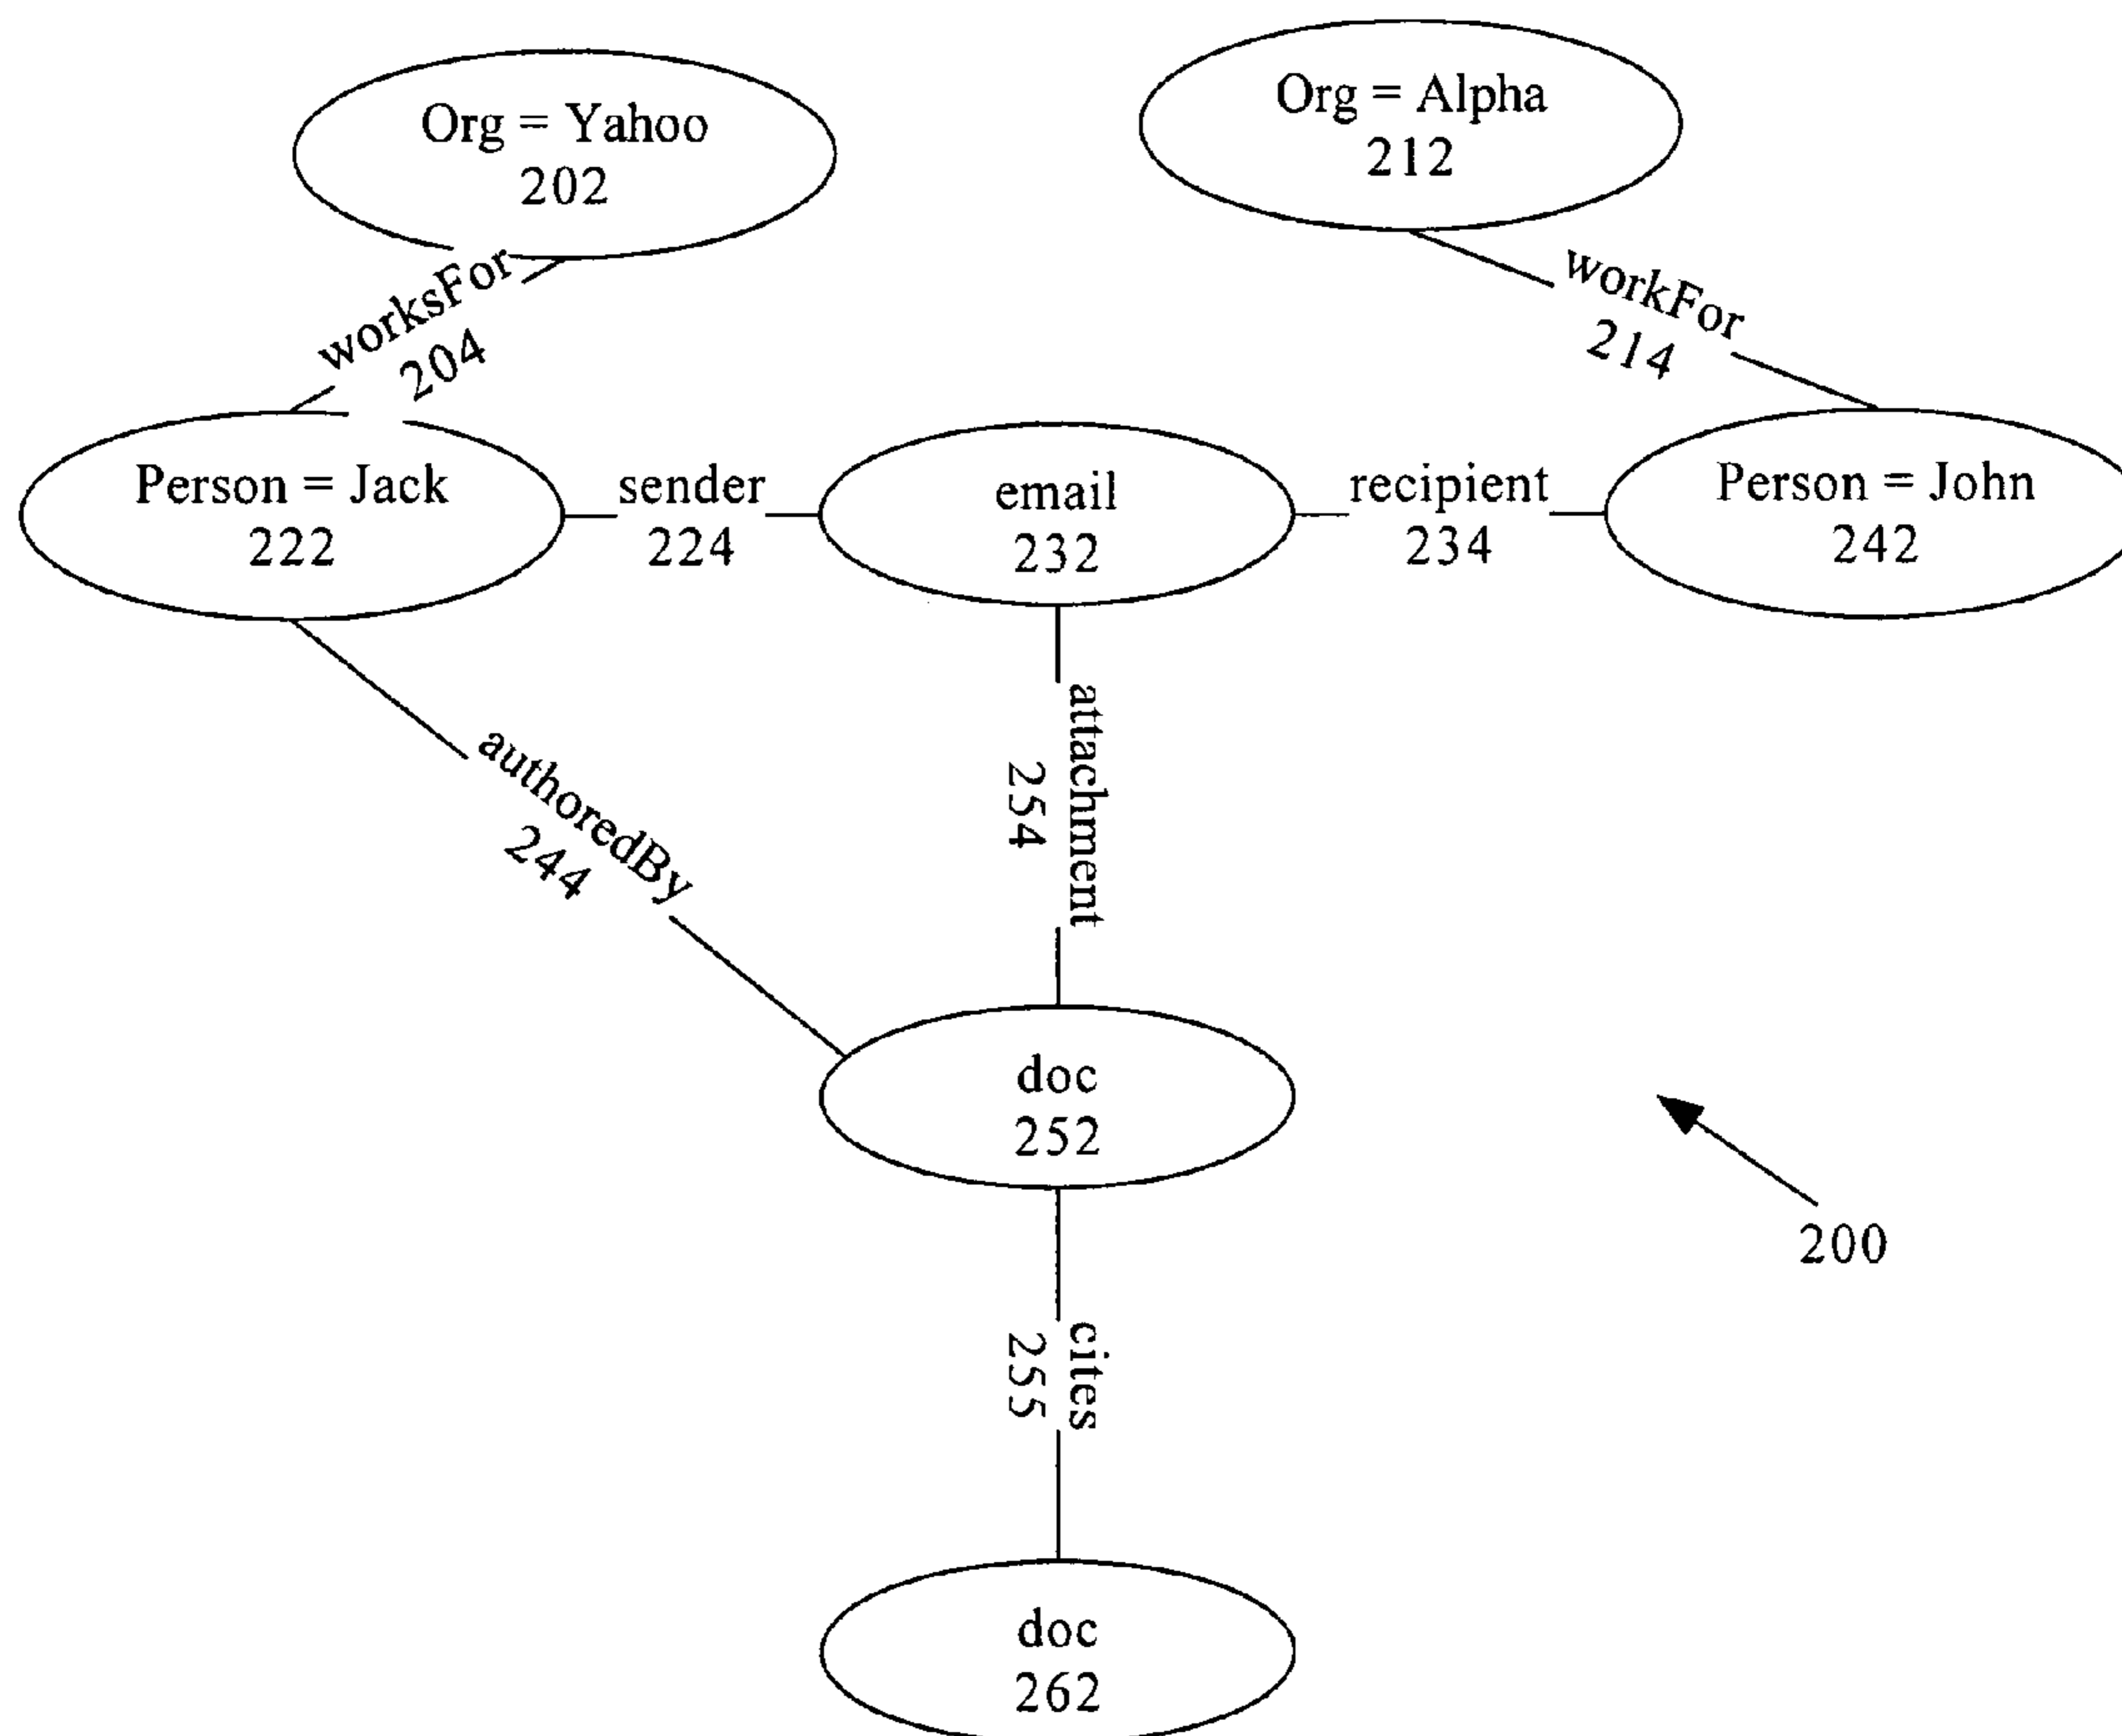 Org = Yahoo
202
Org = Alpha
212
worksFor
204
workFor
214
Person = Jack
222
sender
224
email
232
recipient
234
Person = John
242
authoredBy
244
attachment
254
doc
252
200
cites
255
doc
262